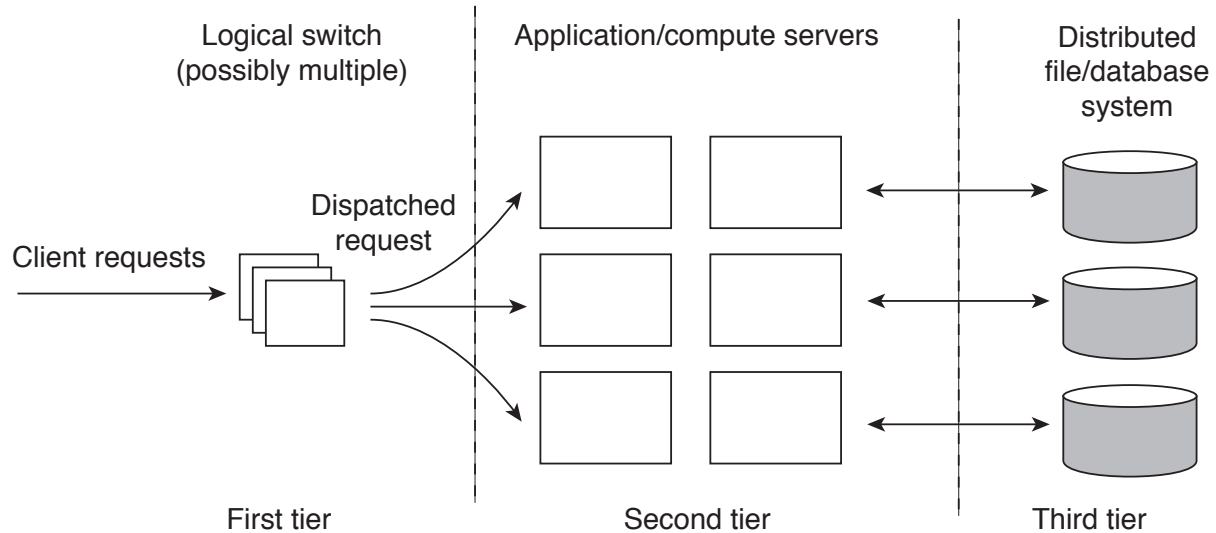 Logical switch
(possibly multiple)
Application/compute servers
Distributed
file/database
system
Dispatched
request
Client requests
First tier
Second tier
Third tier